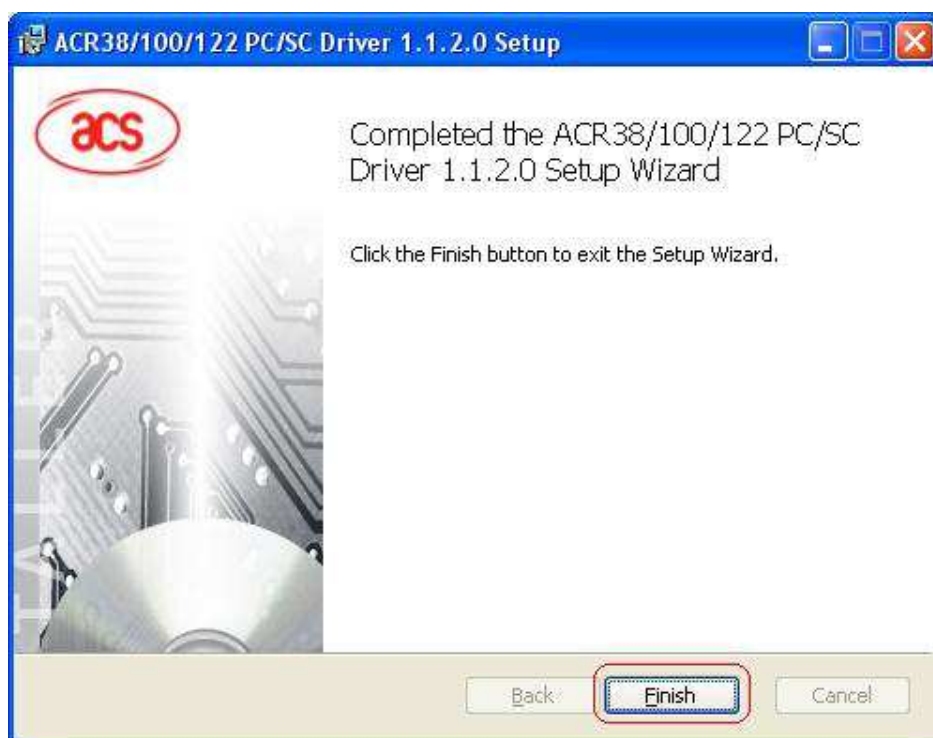 ACR38/100/122 PC/SC Driver 1.1.2.0 Setup
acs
Completed the ACR38/100/122 PC/SC
Driver 1.1.2.0 Setup Wizard
Click the Finish button to exit the Setup Wizard.
Back
Finish
Cancel